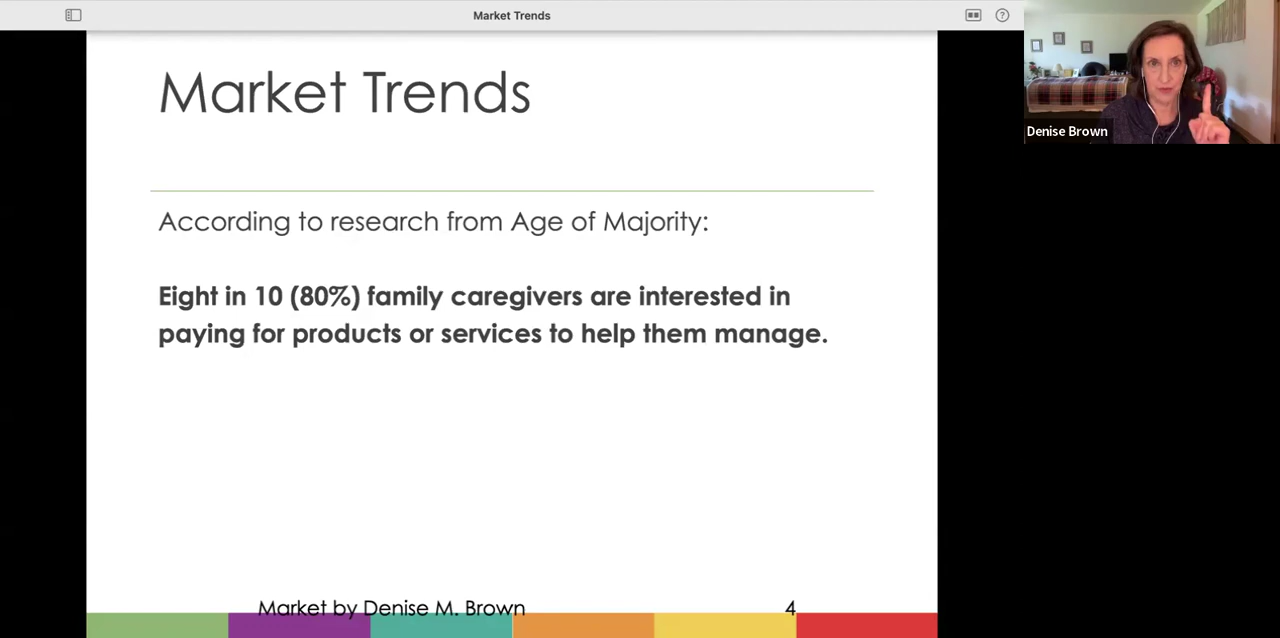 Market Trends
Denise Brown
Market Trends
According to research from Age of Majority:
Eight in 10 (80%) family caregivers are interested in
paying for products or services to help them manage.
Market by Denise M. Brown
4